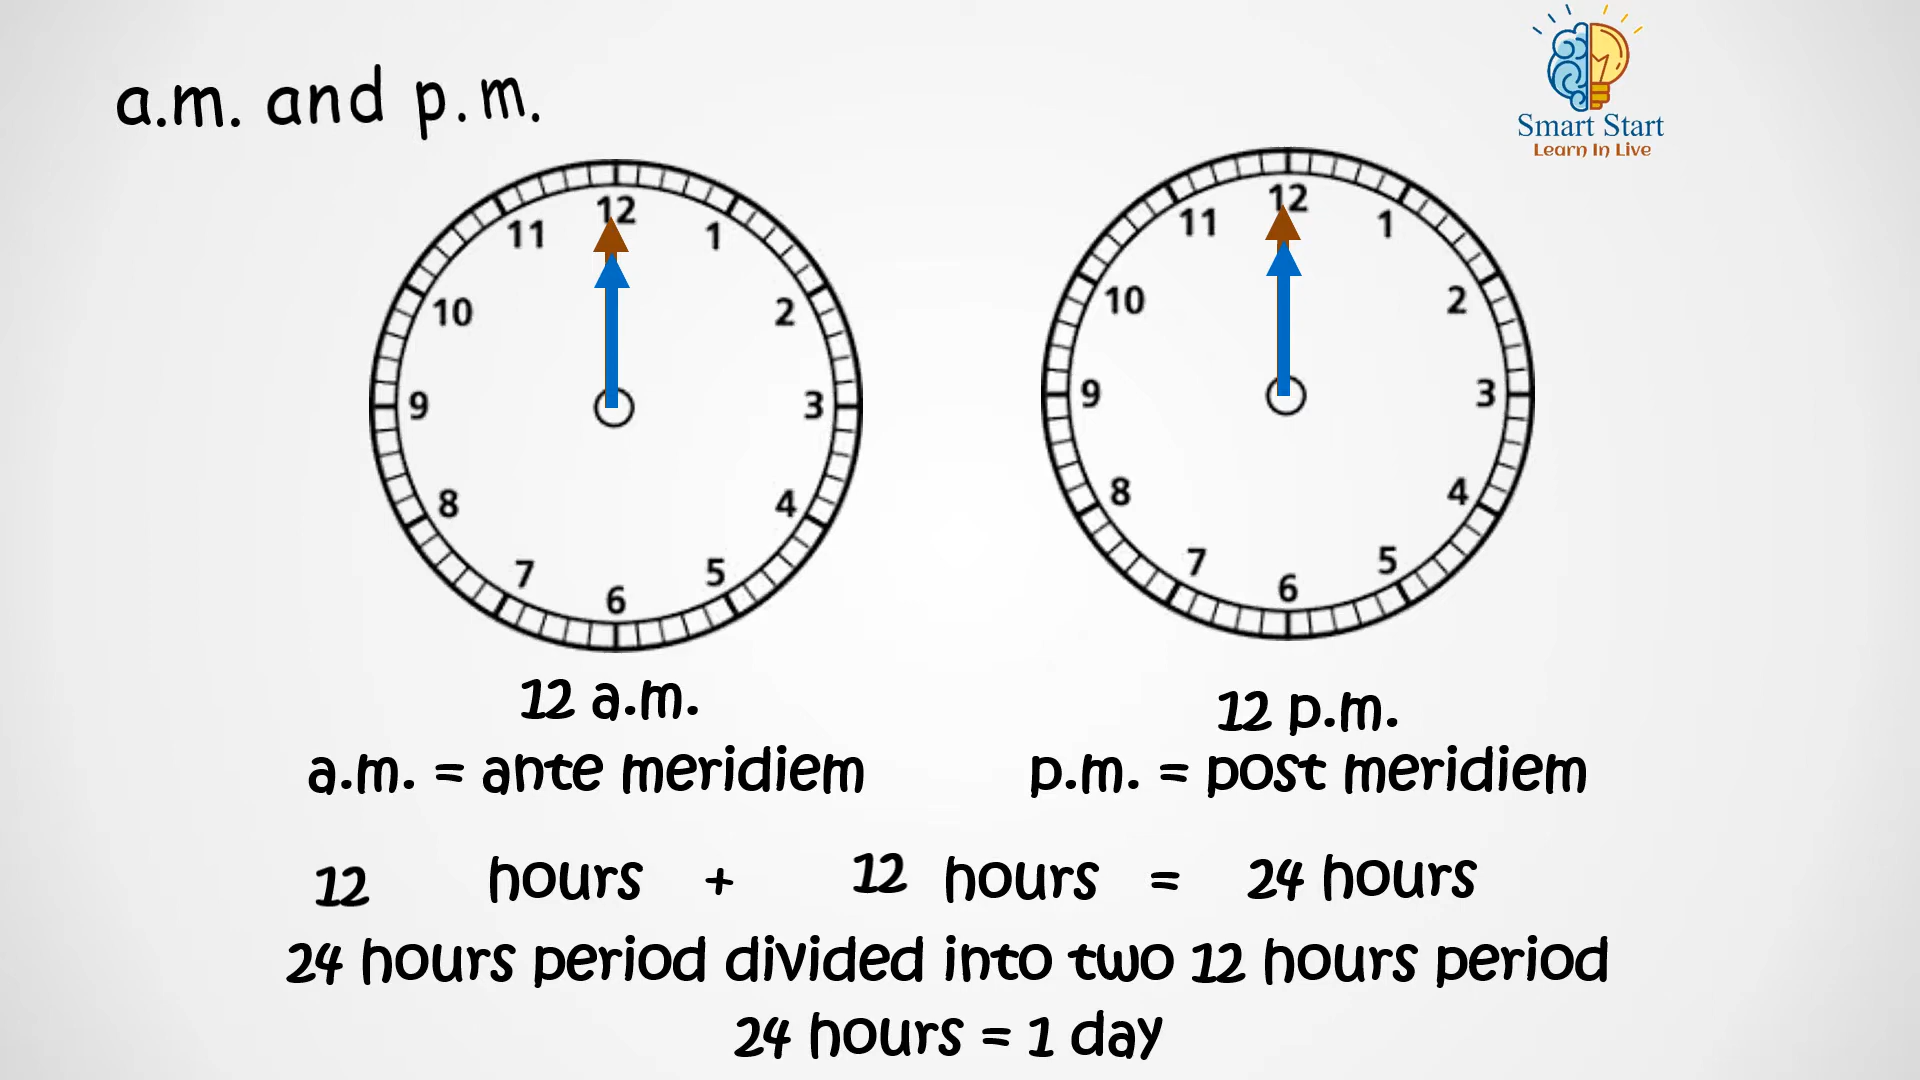 a.m. and p.m.
Smart Start
Learn In Live
12
11
1
10
2
9
3
8
4
7
5
6
12
11
1
10
2
9
3
8
4
7
5
6
12 a.m.
12 p.m.
a.m. = ante meridiem
p.m. = post meridiem
12 hours + 12 hours = 24 hours
24 hours period divided into two 12 hours period
24 hours = 1 day